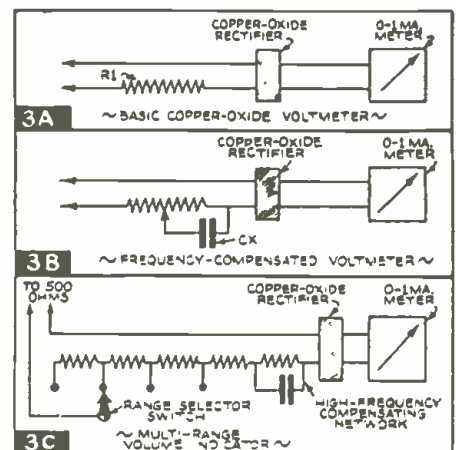 COPPER-OXIDE
RECTIFIER
0-1 MA.
METER
R1
3A
~BASIC COPPER-OXIDE VOLTMETER~
COPPER-OXIDE
RECTIFIER
0-1 MA.
METER
CX
3B
~FREQUENCY-COMPENSATED VOLTMETER~
TO 500
OHMS
COPPER-OXIDE
RECTIFIER
0-1 MA.
METER
RANGE SELECTOR
SWITCH
HIGH-FREQUENCY
COMPENSATING
NETWORK
3C
~MULTI-RANGE
VOLUME INDICATOR~